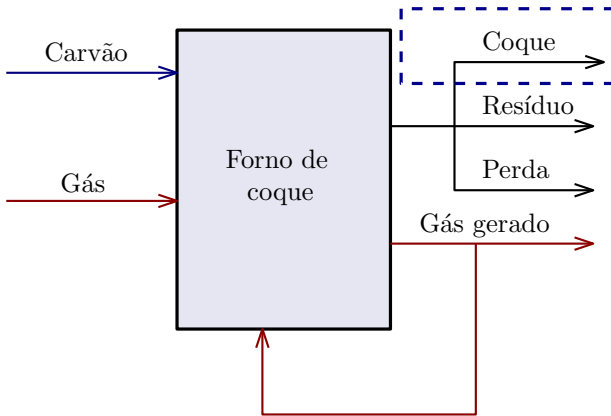 Carvão
Gás
Forno de
coque
Coque
Resíduo
Perda
Gás gerado